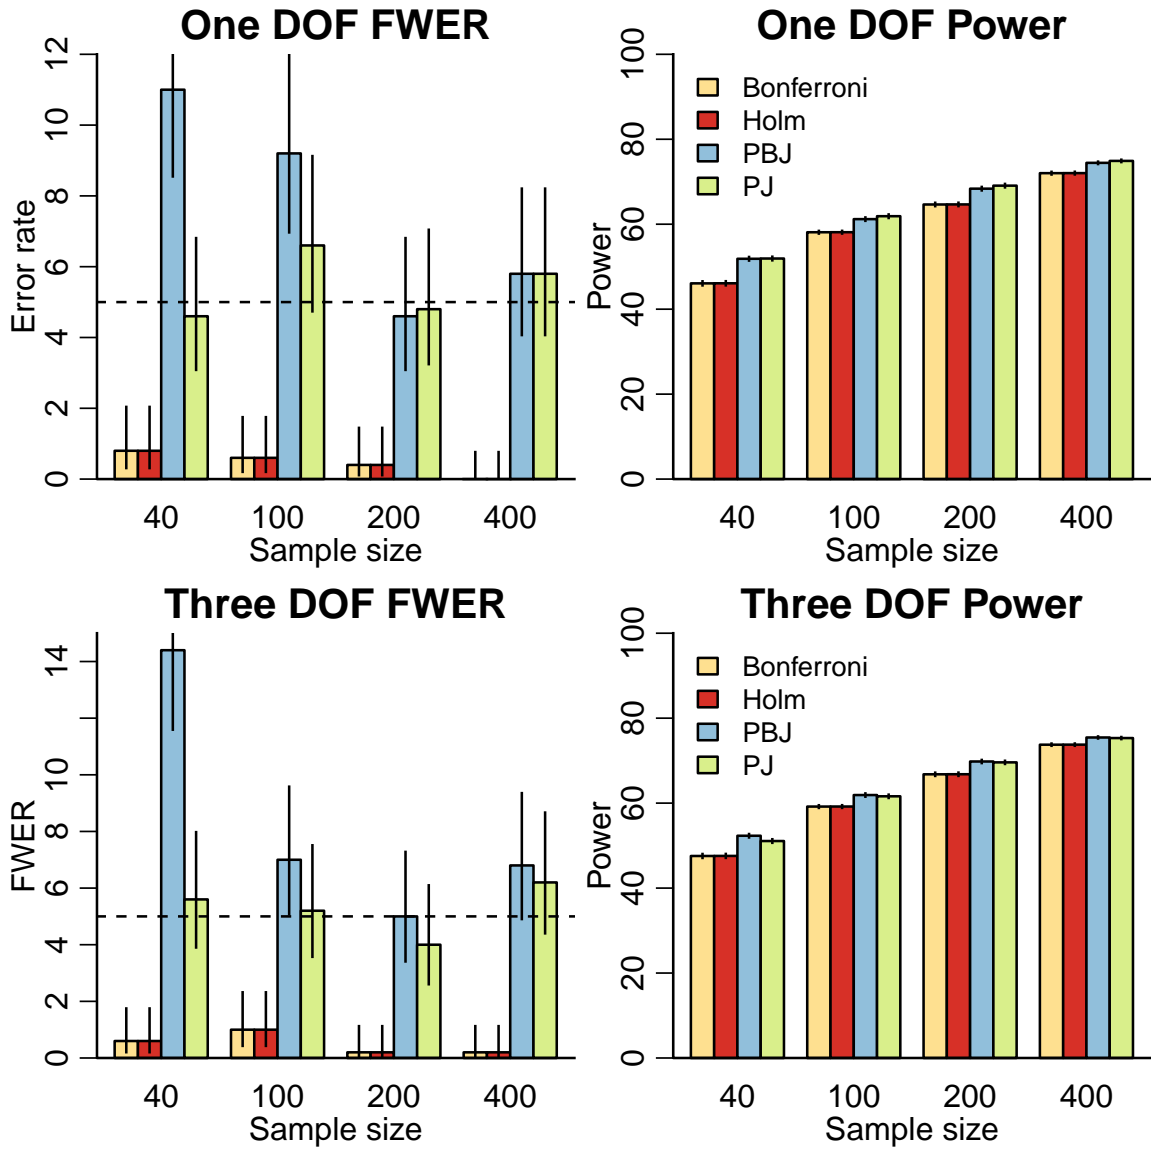 One DOF FWER
Error rate
12
10
8
6
4
2
0
40 100 200 400
Sample size
One DOF Power
Power
100
80
60
40
20
0
Bonferroni
Holm
PBJ
PJ
40 100 200 400
Sample size
Three DOF FWER
FWER
14
10
8
6
4
2
0
40 100 200 400
Sample size
Three DOF Power
Power
100
80
60
40
20
0
Bonferroni
Holm
PBJ
PJ
40 100 200 400
Sample size